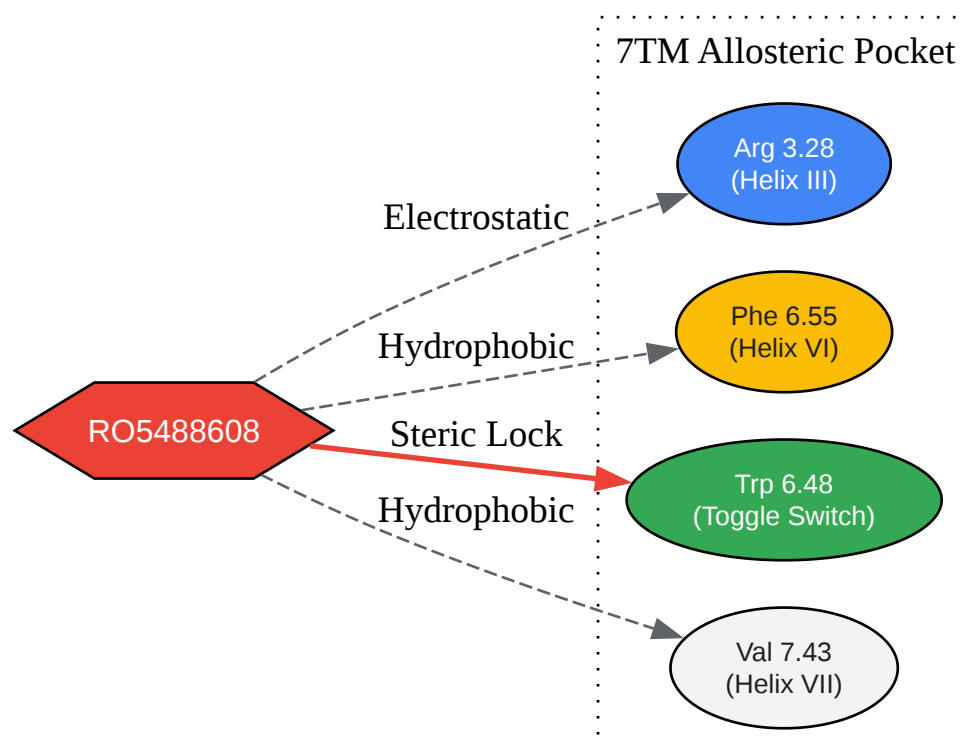 7TM Allosteric Pocket
Arg 3.28
(Helix III)
Electrostatic
Phe 6.55
(Helix VI)
Hydrophobic
RO5488608
Steric Lock
Trp 6.48
(Toggle Switch)
Hydrophobic
Val 7.43
(Helix VII)